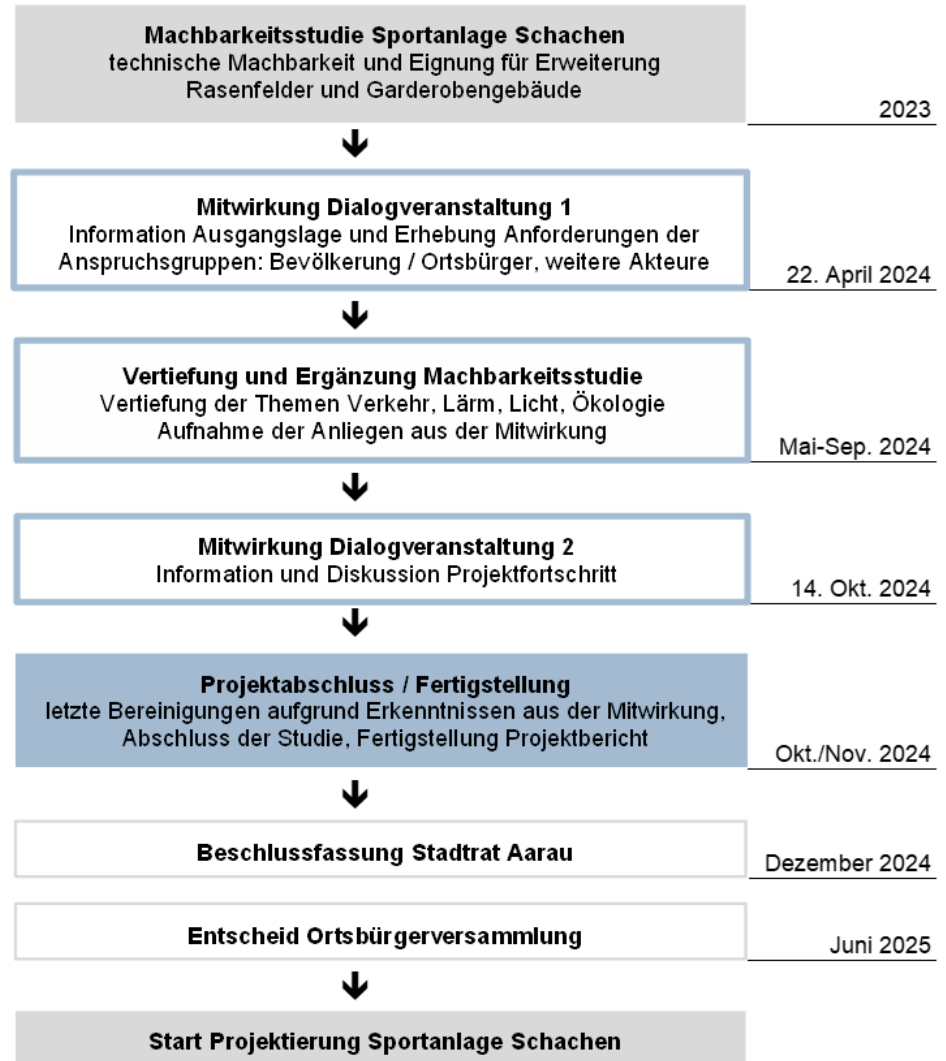 Machbarkeitsstudie Sportanlage Schachen
technische Machbarkeit und Eignung für Erweiterung
Rasenfelder und Garderobengebäude
2023
Mitwirkung Dialogveranstaltung 1
Information Ausgangslage und Erhebung Anforderungen der
Anspruchsgruppen: Bevölkerung / Ortsbürger, weitere Akteure
22. April 2024
Vertiefung und Ergänzung Machbarkeitsstudie
Vertiefung der Themen Verkehr, Lärm, Licht, Ökologie
Aufnahme der Anliegen aus der Mitwirkung
Mai-Sep. 2024
Mitwirkung Dialogveranstaltung 2
Information und Diskussion Projektfortschritt
14. Okt. 2024
Projektabschluss / Fertigstellung
letzte Bereinigungen aufgrund Erkenntnissen aus der Mitwirkung,
Abschluss der Studie, Fertigstellung Projektbericht
Okt./Nov. 2024
Beschlussfassung Stadtrat Aarau
Dezember 2024
Entscheid Ortsbürgerversammlung
Juni 2025
Start Projektierung Sportanlage Schachen